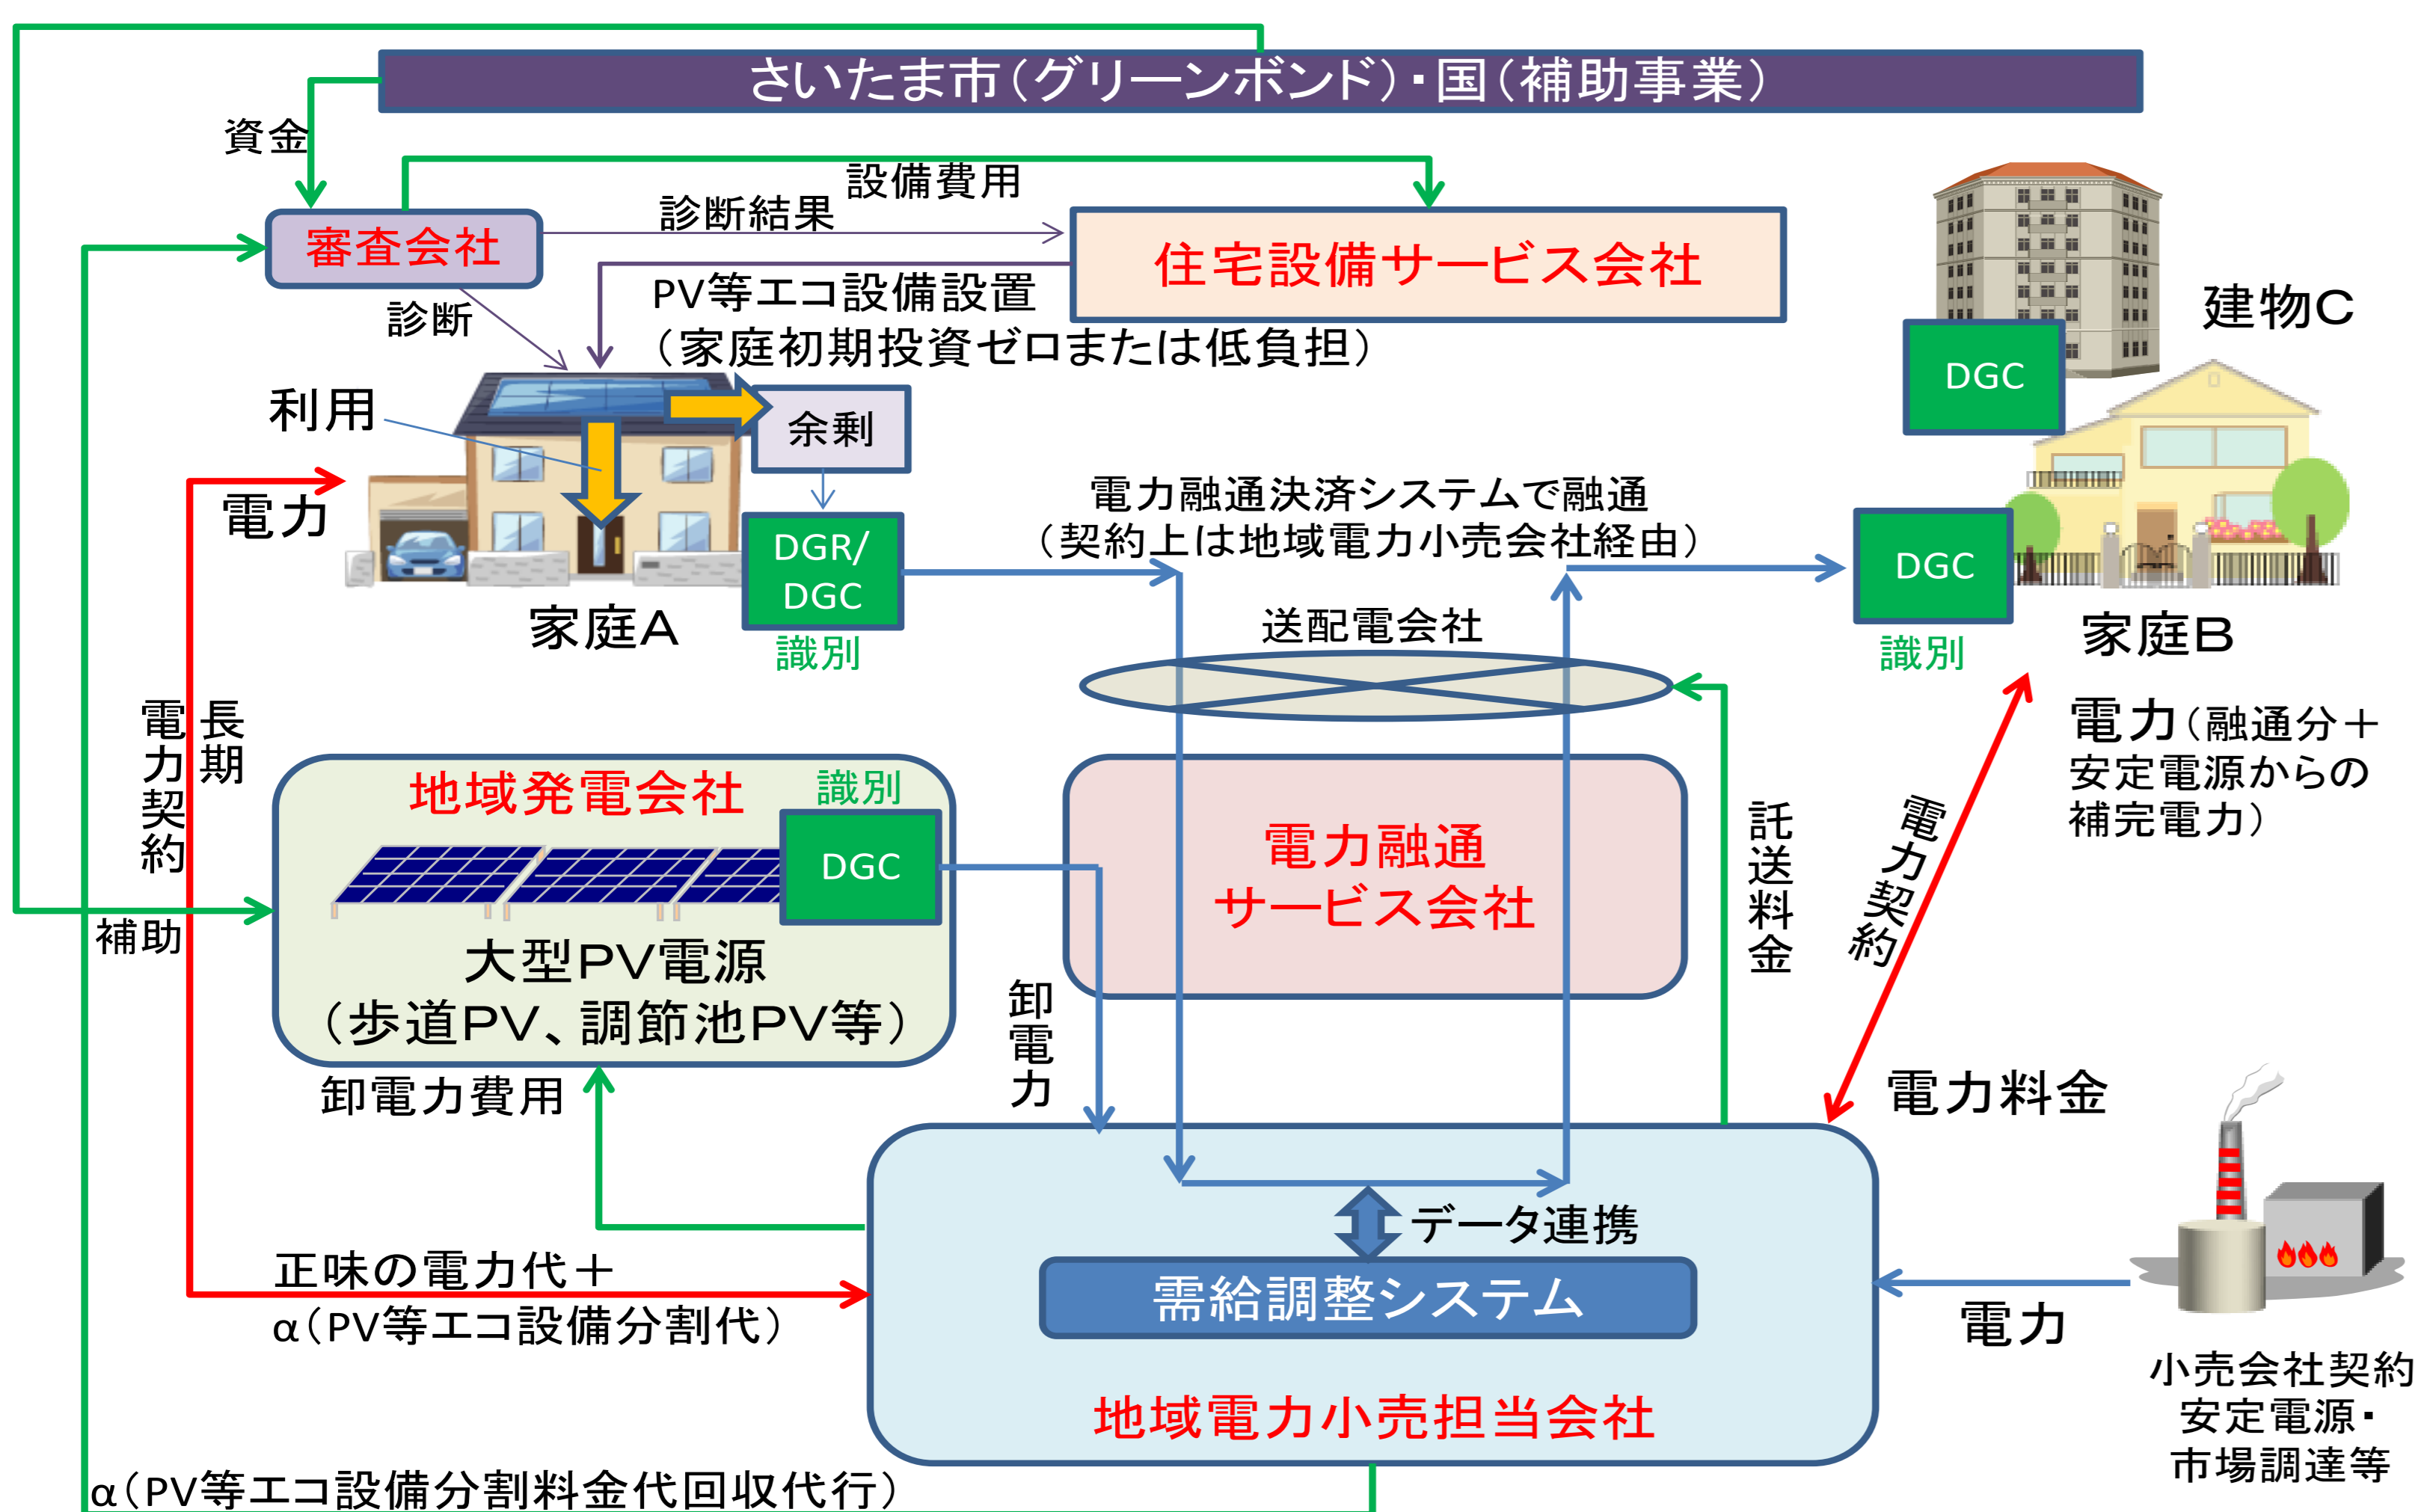 さいたま市（グリーンボンド）・国（補助事業）
資金
設備費用
診断結果
審査会社
住宅設備サービス会社
PV等エコ設備設置
（家庭初期投資ゼロまたは低負担）
診断
建物C
DGC
利用
余剰
電力
電力融通決済システムで融通
（契約上は地域電力小売会社経由）
DGR/
DGC
識別
家庭A
DGC
識別
家庭B
送配電会社
長期
電力契約
電力（融通分＋
安定電源からの
補完電力）
地域発電会社
識別
DGC
大型PV電源
（歩道PV、調節池PV等）
電力融通
サービス会社
託送料金
電力契約
補助
卸電力
卸電力費用
電力料金
データ連携
需給調整システム
正味の電力代＋
α（PV等エコ設備分割代）
電力
小売会社契約
安定電源・
市場調達等
地域電力小売担当会社
α（PV等エコ設備分割料金代回収代行）